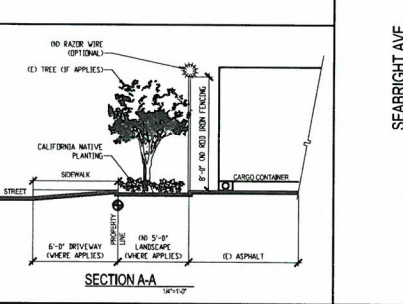 (N) RAZOR WIRE
(OPTIONAL)
(E) TREE (IF APPLIES)
CALIFORNIA NATIVE
PLANTING
SIDEWALK
STREET
8'-0" (N) ROD IRON FENCING
CARGO CONTAINER
PROPERTY
LINE
6'-0" DRIVEWAY
(WHERE APPLIES)
(N) 5'-0"
LANDSCAPE
(WHERE APPLIES)
(E) ASPHALT
SECTION A-A
1/4"=1'-0"
SEABRIGHT AVE